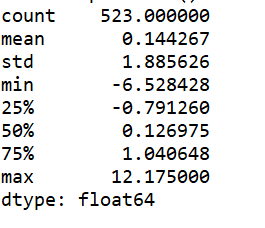 count 523.000000
mean 0.144267
std 1.885626
min -6.528428
25% -0.791260
50% 0.126975
75% 1.040648
max 12.175000
dtype: float64